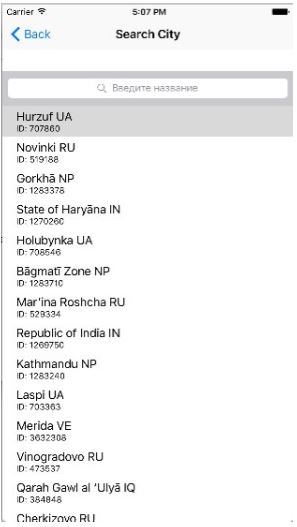 Carrier 5:07 PM
Back Search City
Введите название
Hurzuf UA
ID: 707860
Novinki RU
ID: 519188
Gorkhā NP
ID: 1283378
State of Haryāna IN
ID: 1270260
Holubynka UA
ID: 708546
Bāgmatī Zone NP
ID: 1283710
Mar'ina Roshcha RU
ID: 529334
Republic of India IN
ID: 1269750
Kathmandu NP
ID: 1283240
Laspi UA
ID: 703363
Merida VE
ID: 3632308
Vinogradovo RU
ID: 473537
Qarah Gawl al ‘Ulyā IQ
ID: 384848
Cherkizovo RU